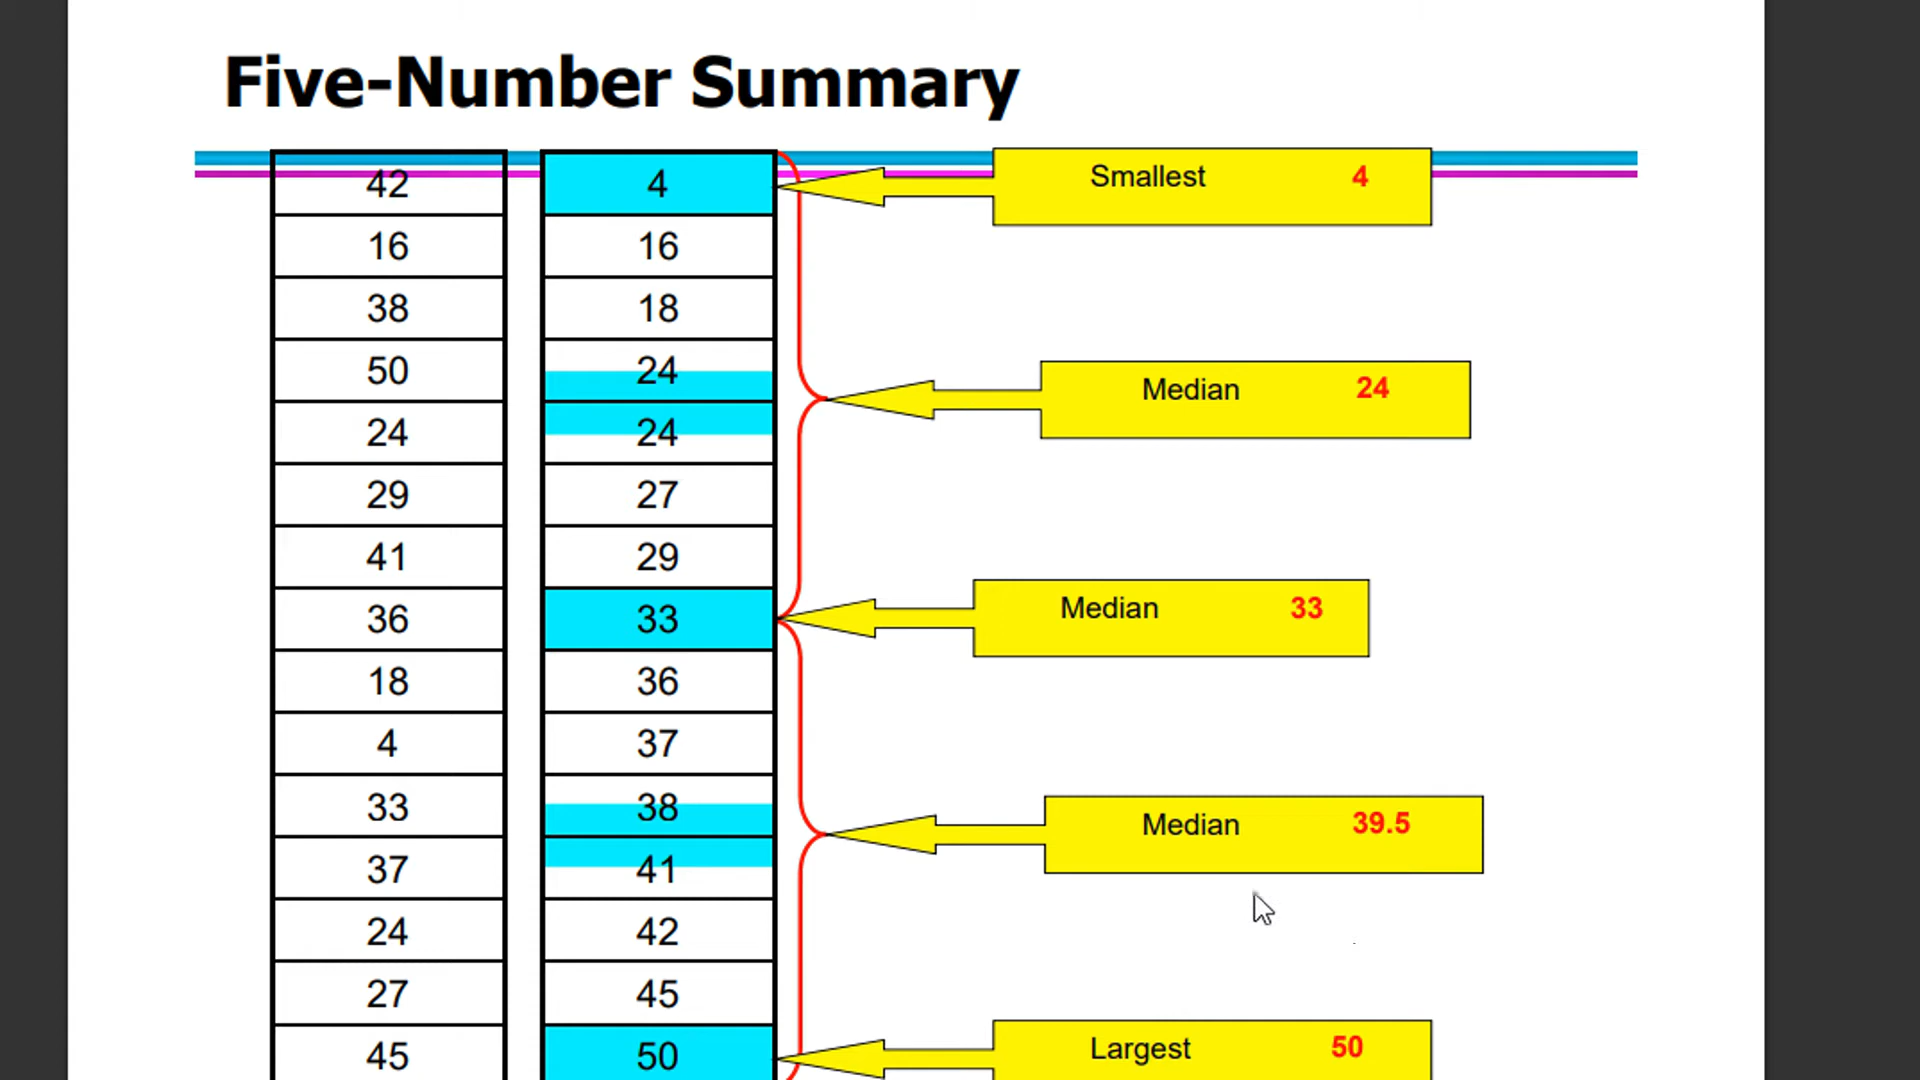 Five-Number Summary
42 4 Smallest 4
16 16
38 18
50 24
Median 24
24 24
29 27
41 29
36 33 Median 33
18 36
4 37
33 38
Median 39.5
37 41
24 42
27 45
45 50 Largest 50